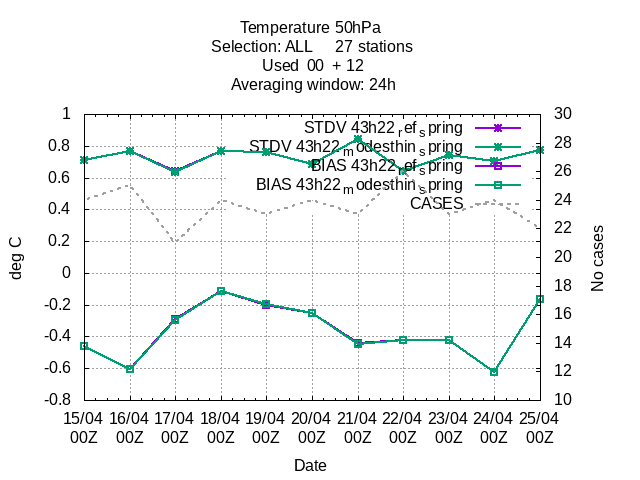 Temperature 50hPa
Selection: ALL 27 stations
Used 00 + 12
Averaging window: 24h
1
0.8
0.6
0.4
0.2
0
-0.2
-0.4
-0.6
-0.8
deg C
30
28
26
24
22
20
18
16
14
12
10
No cases
STDV 43h22refspring
STDV 43h22modesthinspring
BIAS 43h22refspring
BIAS 43h22modesthinspring
CASES
15/04 16/04 17/04 18/04 19/04 20/04 21/04 22/04 23/04 24/04 25/04
00Z 00Z 00Z 00Z 00Z 00Z 00Z 00Z 00Z 00Z 00Z
Date